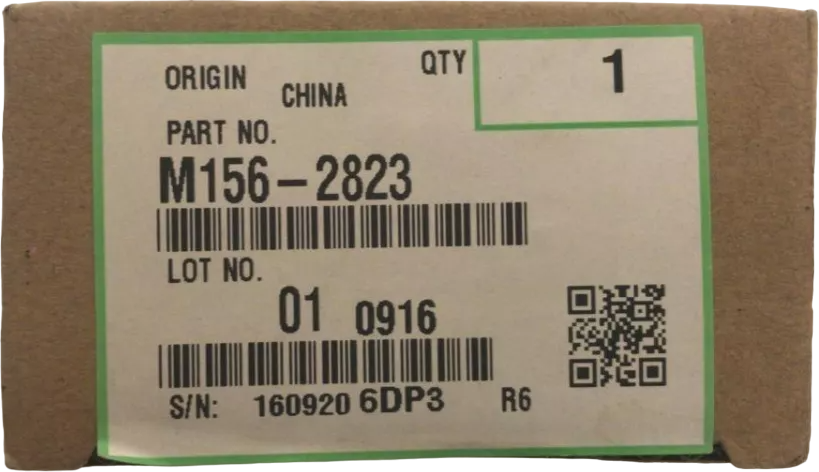 ORIGIN CHINA QTY 1
PART NO.
M156-2823
LOT NO.
01 0916
S/N: 160920 6DP3 R6